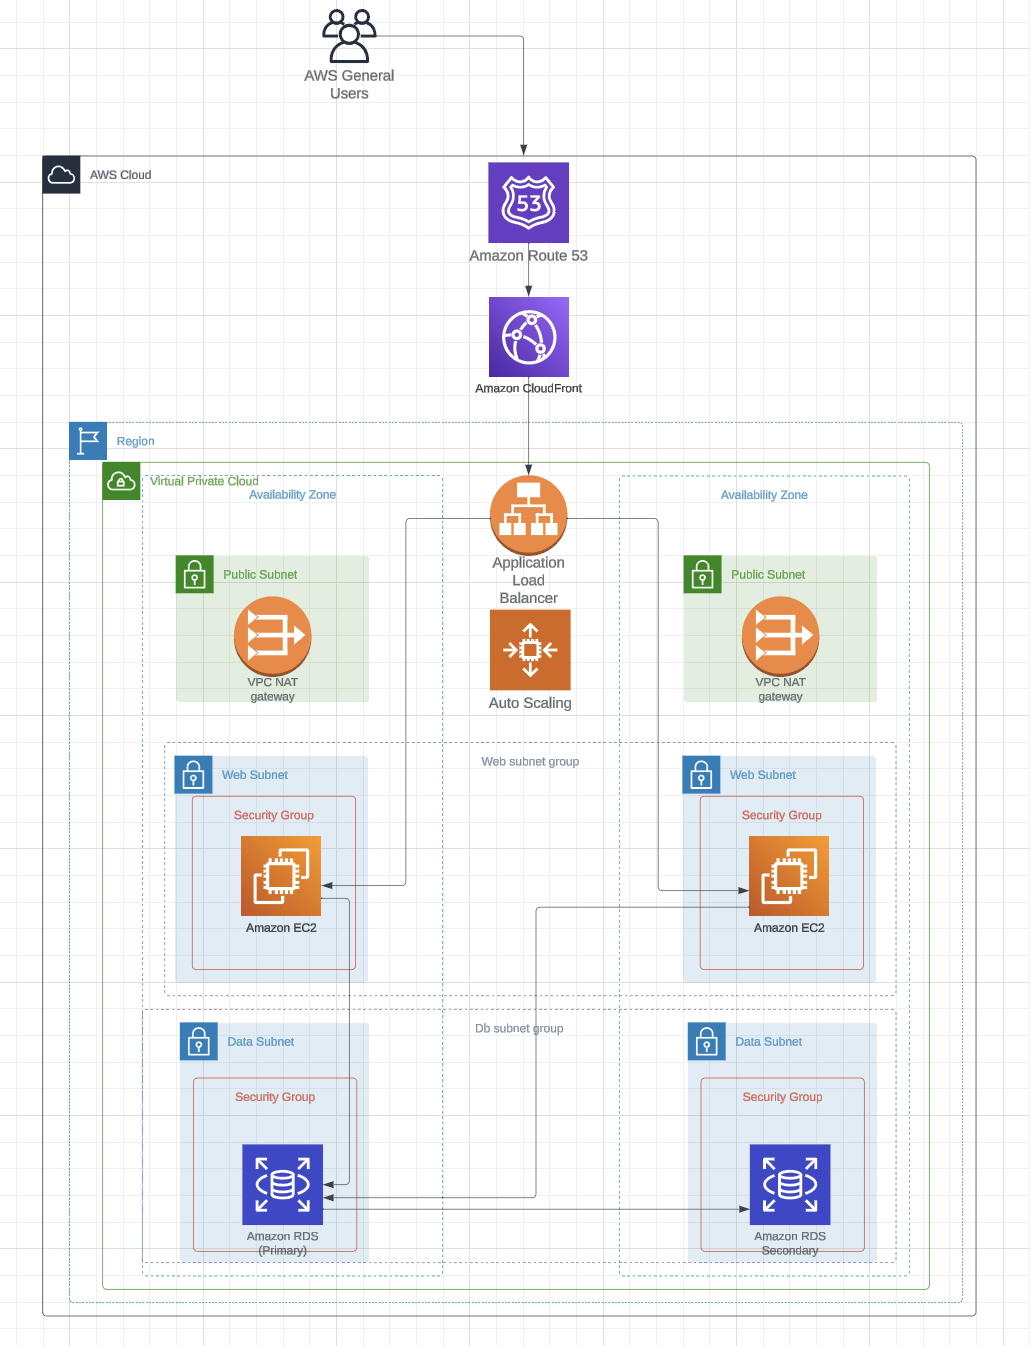 AWS General
Users
AWS Cloud
53
Amazon Route 53
Amazon CloudFront
Region
Virtual Private Cloud
Availability Zone
Availability Zone
Application
Load
Balancer
Public Subnet
Public Subnet
VPC NAT
gateway
VPC NAT
gateway
Auto Scaling
Web subnet group
Web Subnet
Web Subnet
Security Group
Security Group
Amazon EC2
Amazon EC2
Db subnet group
Data Subnet
Data Subnet
Security Group
Security Group
Amazon RDS
(Primary)
Amazon RDS
Secondary